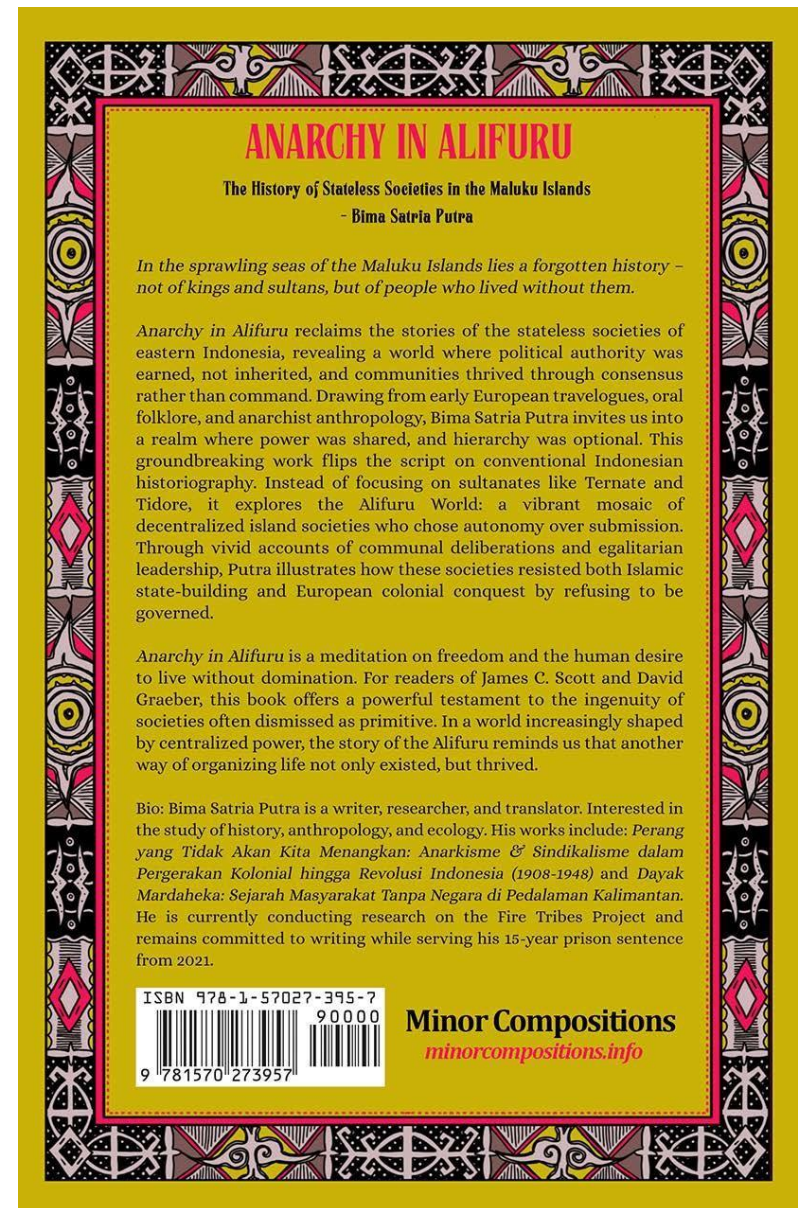 ANARCHY IN ALIFURU
The History of Stateless Societies in the Maluku Islands
- Bima Satria Putra
In the sprawling seas of the Maluku Islands lies a forgotten history –
not of kings and sultans, but of people who lived without them.
Anarchy in Alifuru reclaims the stories of the stateless societies of
eastern Indonesia, revealing a world where political authority was
earned, not inherited, and communities thrived through consensus
rather than command. Drawing from early European travelogues, oral
folklore, and anarchist anthropology, Bima Satria Putra invites us into
a realm where power was shared, and hierarchy was optional. This
groundbreaking work flips the script on conventional Indonesian
historiography. Instead of focusing on sultanates like Ternate and
Tidore, it explores the Alifuru World: a vibrant mosaic of
decentralized island societies who chose autonomy over submission.
Through vivid accounts of communal deliberations and egalitarian
leadership, Putra illustrates how these societies resisted both Islamic
state-building and European colonial conquest by refusing to be
governed.
Anarchy in Alifuru is a meditation on freedom and the human desire
to live without domination. For readers of James C. Scott and David
Graeber, this book offers a powerful testament to the ingenuity of
societies often dismissed as primitive. In a world increasingly shaped
by centralized power, the story of the Alifuru reminds us that another
way of organizing life not only existed, but thrived.
Bio: Bima Satria Putra is a writer, researcher, and translator. Interested in
the study of history, anthropology, and ecology. His works include: Perang
yang Tidak Akan Kita Menangkan: Anarkisme & Sindikalisme dalam
Pergerakan Kolonial hingga Revolusi Indonesia (1908-1948) and Dayak
Mardaheka: Sejarah Masyarakat Tanpa Negara di Pedalaman Kalimantan.
He is currently conducting research on the Fire Tribes Project and
remains committed to writing while serving his 15-year prison sentence
from 2021.
ISBN 978-1-57027-395-7
90000
9 781570 273957
Minor Compositions
minorcompositions.info